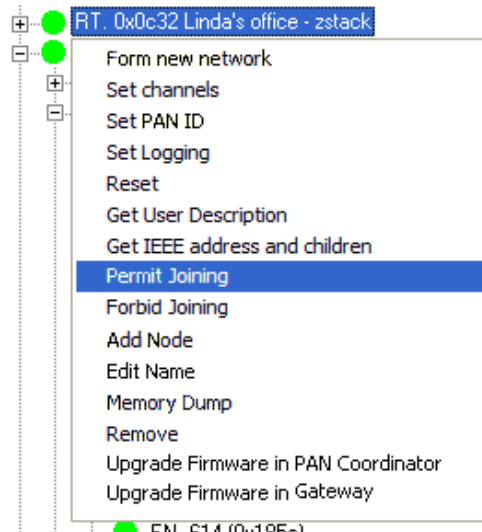 RT. 0x0c32 Linda's office - zstack
Form new network
Set channels
Set PAN ID
Set Logging
Reset
Get User Description
Get IEEE address and children
Permit Joining
Forbid Joining
Add Node
Edit Name
Memory Dump
Remove
Upgrade Firmware in PAN Coordinator
Upgrade Firmware in Gateway